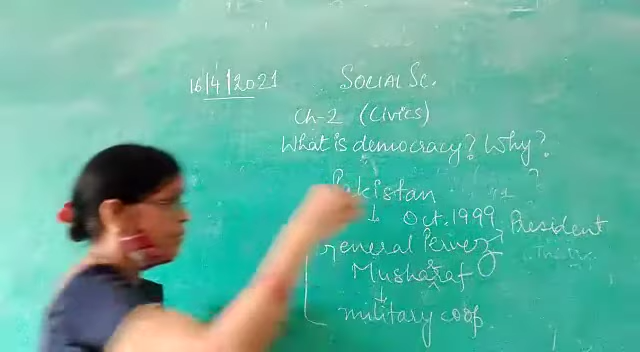 16/4/2021 SOCIAL Sc.
Ch-2 (Civics)
What is democracy? Why?
Pakistan ?
↓ Oct. 1999 President
General Pervez
Musharaf
↓
military coop.